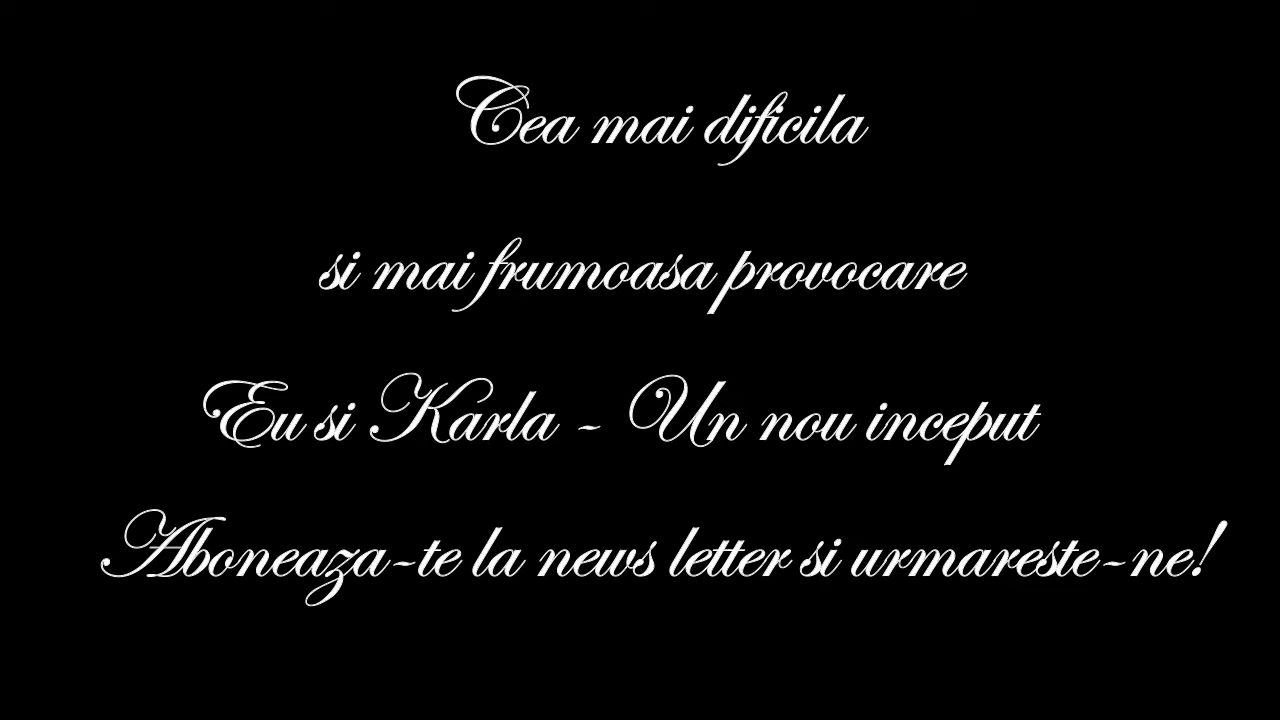 Cea mai dificila
si mai frumoasa provocare
Eu si Karla - Un nou inceput
Aboneaza-te la news letter si urmareste-ne!